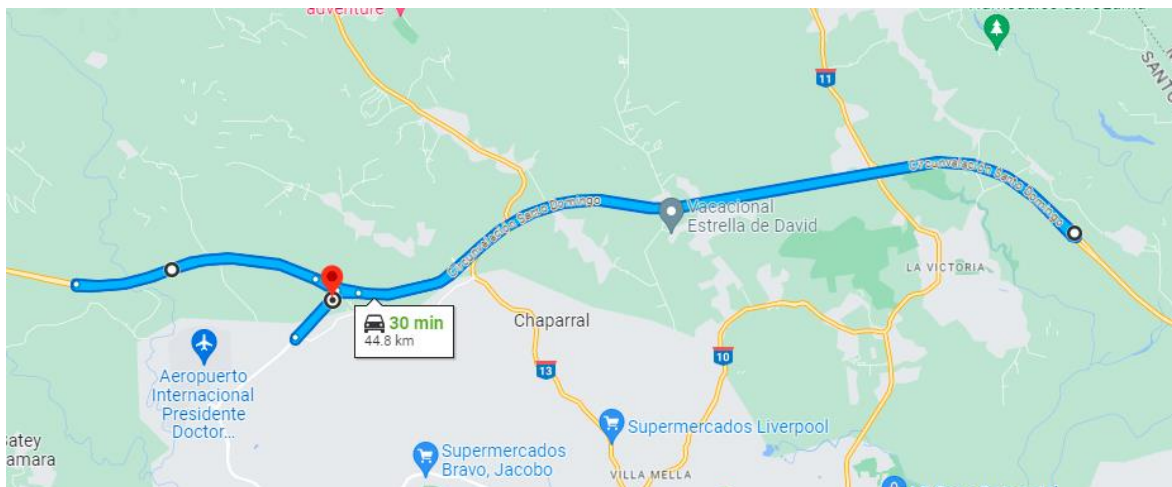 adventure
11
SANTO
Circunvalación Santo Domingo
Circunvalación Santo Domingo
Vacacional
Estrella de David
LA VICTORIA
30 min
44.8 km
Chaparral
Aeropuerto
Internacional
Presidente
Doctor...
13
10
Supermercados Liverpool
Supermercados
Bravo, Jacobo
VILLA MELLA